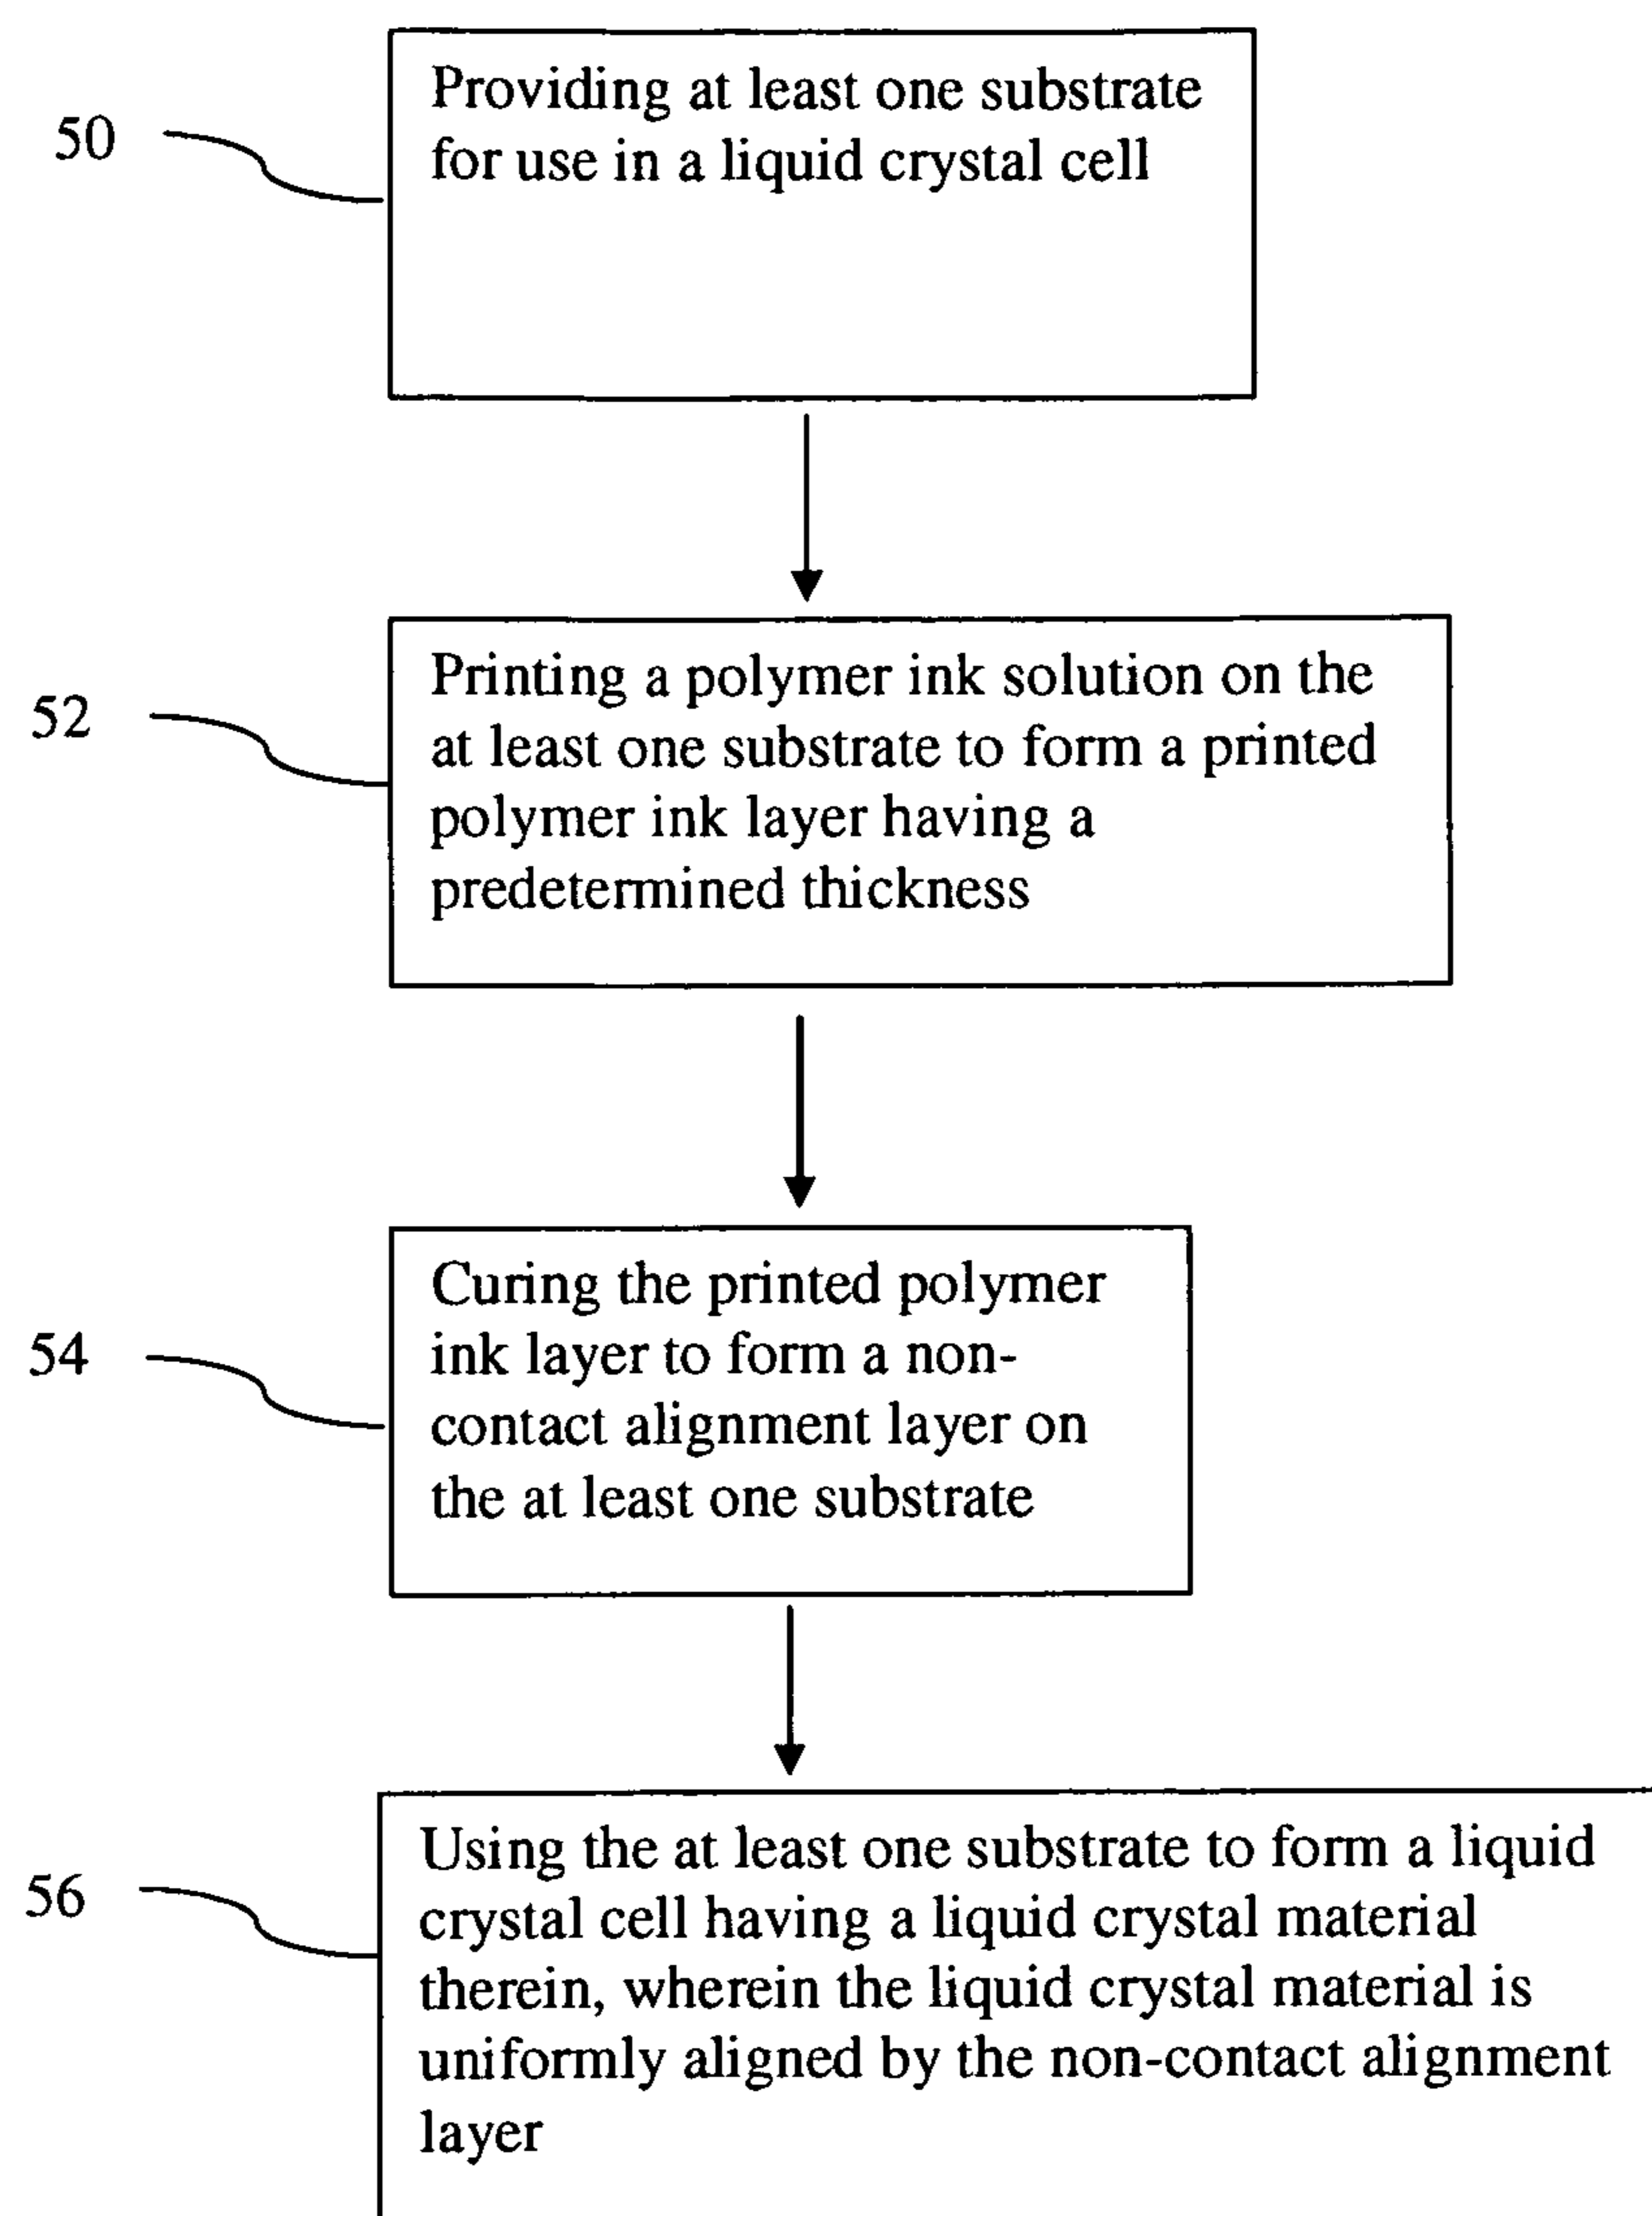 50
Providing at least one substrate
for use in a liquid crystal cell
52
Printing a polymer ink solution on the
at least one substrate to form a printed
polymer ink layer having a
predetermined thickness
54
Curing the printed polymer
ink layer to form a non-
contact alignment layer on
the at least one substrate
56
Using the at least one substrate to form a liquid
crystal cell having a liquid crystal material
therein, wherein the liquid crystal material is
uniformly aligned by the non-contact alignment
layer